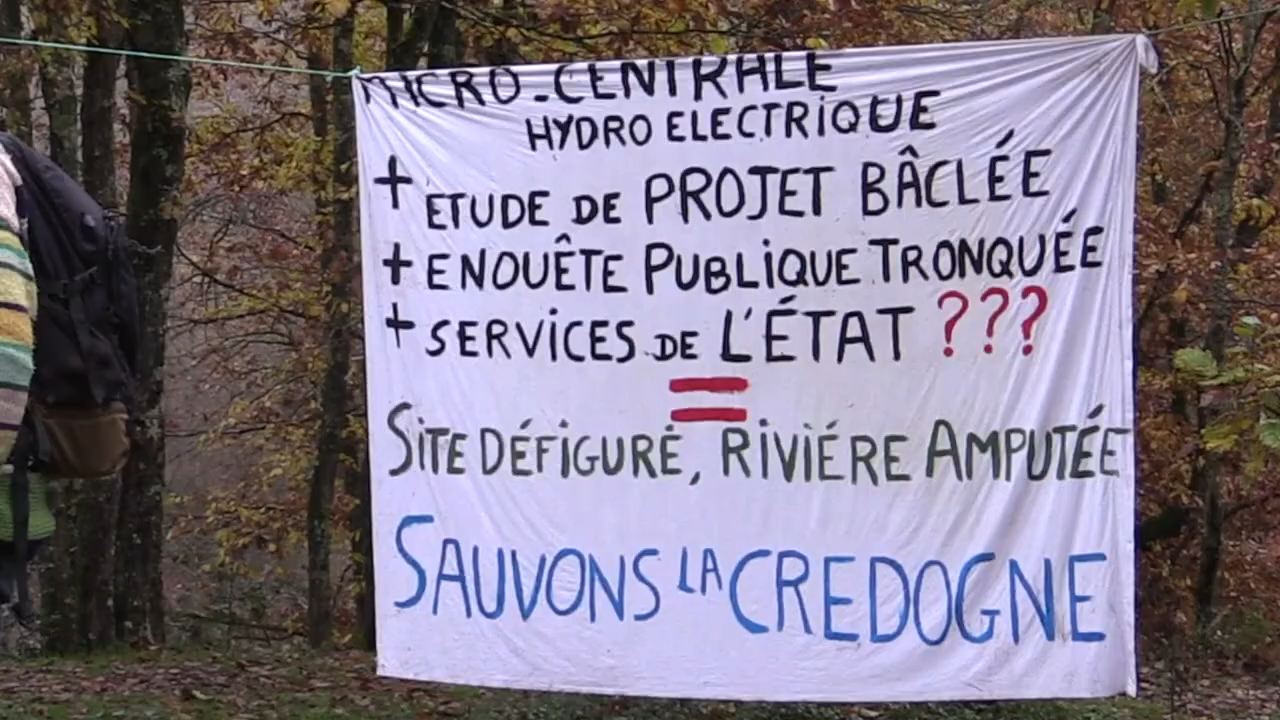 MICRO-CENTRALE
HYDRO ELECTRIQUE
+ ETUDE DE PROJET BÂCLÉE
+ ENQUÊTE PUBLIQUE TRONQUÉE
+ SERVICES DE L'ÉTAT ???
=
SITE DÉFIGURÉ, RIVIÉRE AMPUTÉE
SAUVONS LA CREDOGNE